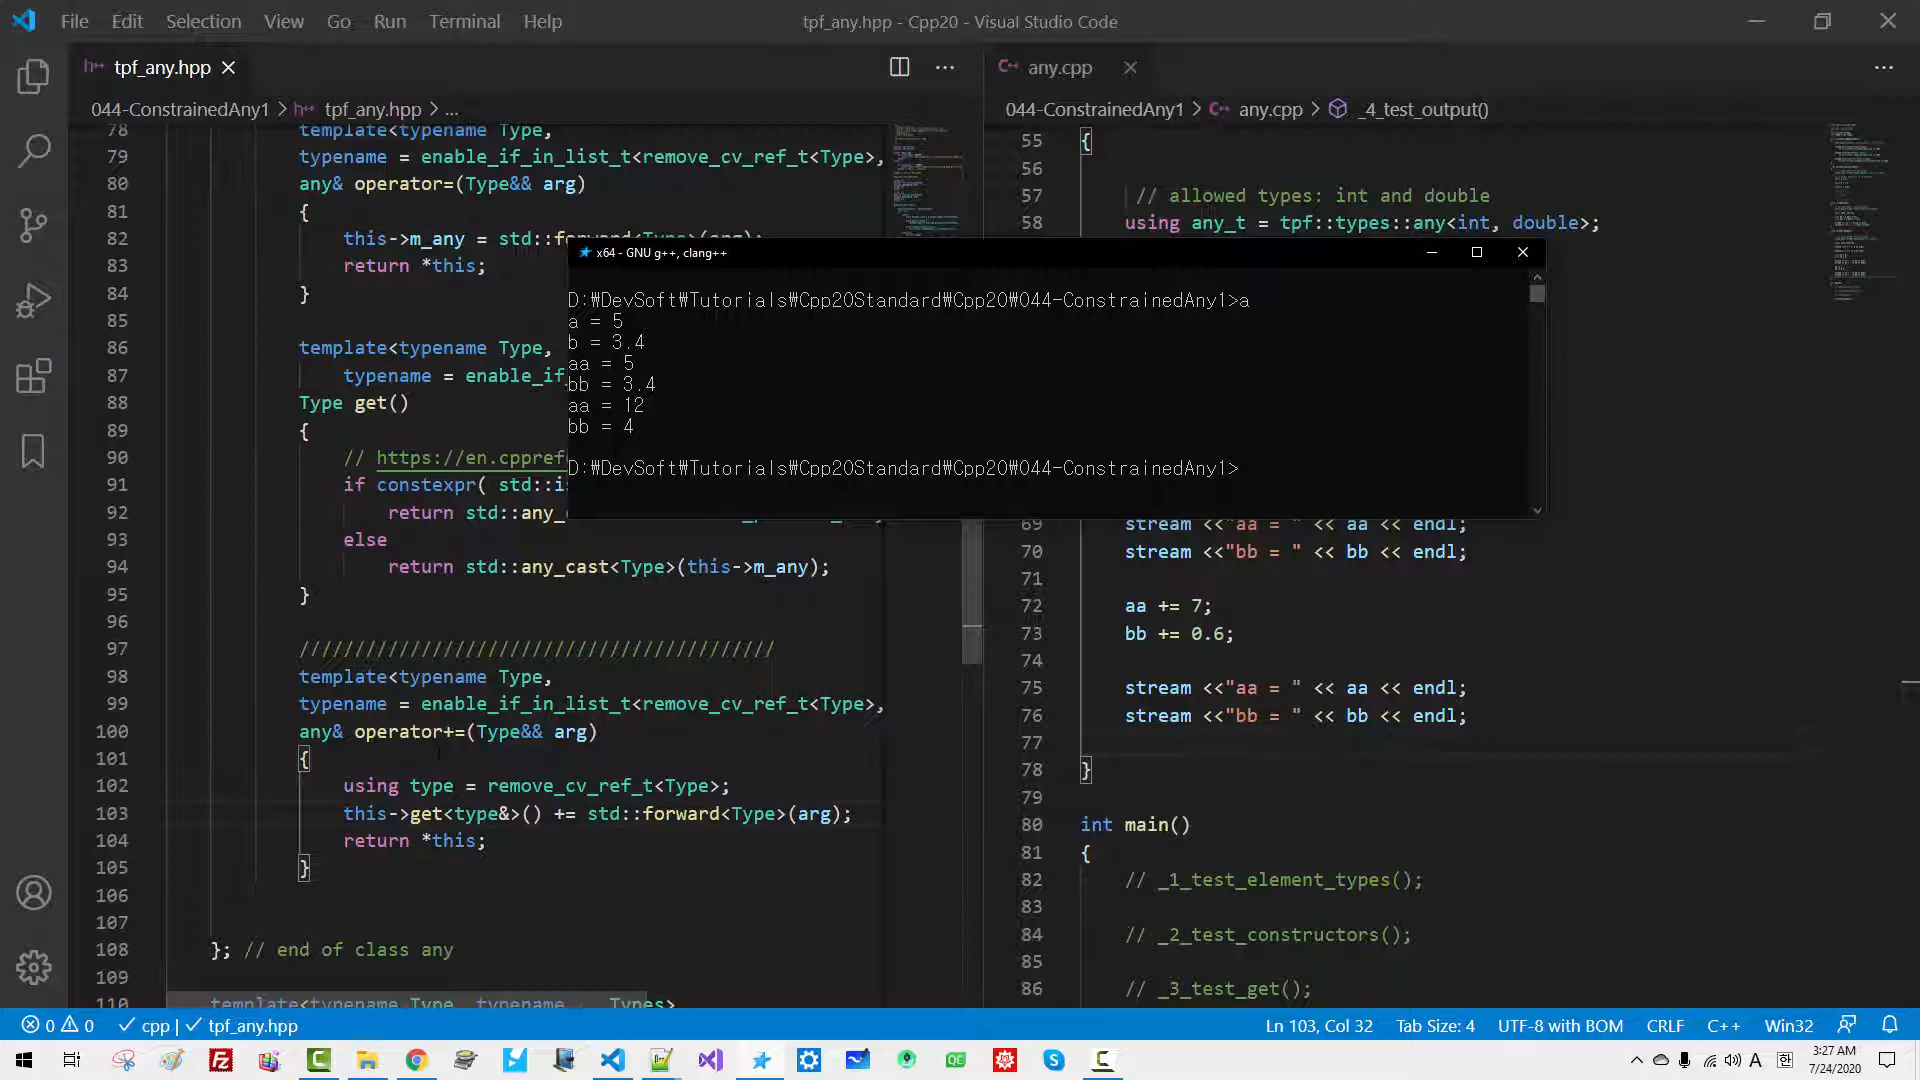 File Edit Selection View Go Run Terminal Help
tpf_any.hpp - Cpp20 - Visual Studio Code
tpf_any.hpp
044-ConstrainedAny1 > tpf_any.hpp > ...
78 template<typename Type,
79 typename = enable_if_in_list_t<remove_cv_ref_t<Type>,
80 any& operator=(Type&& arg)
81 {
82 this->m_any = std::forward<Type>(arg);
83 return *this;
84 }
85
86 template<typename Type,
87 typename = enable_if_
88 Type get()
89 {
90 // https://en.cppref
91 if constexpr( std::is
92 return std::any_
93 else
94 return std::any_cast<Type>(this->m_any);
95 }
96
97 ///////////////////////////////////////////
98 template<typename Type,
99 typename = enable_if_in_list_t<remove_cv_ref_t<Type>,
100 any& operator+=(Type&& arg)
101 {
102 using type = remove_cv_ref_t<Type>;
103 this->get<type&>() += std::forward<Type>(arg);
104 return *this;
105 }
106
107
108 }; // end of class any
109
110 template<typename Type, typename... Types>
any.cpp
044-ConstrainedAny1 > any.cpp > _4_test_output()
55 {
56
57 // allowed types: int and double
58 using any_t = tpf::types::any<int, double>;
69 stream <<"aa = " << aa << endl;
70 stream <<"bb = " << bb << endl;
71
72 aa += 7;
73 bb += 0.6;
74
75 stream <<"aa = " << aa << endl;
76 stream <<"bb = " << bb << endl;
77
78 }
79
80 int main()
81 {
82 // _1_test_element_types();
83
84 // _2_test_constructors();
85
86 // _3_test_get();
x64 - GNU g++, clang++
D:₩DevSoft₩Tutorials₩Cpp20Standard₩Cpp20₩044-ConstrainedAny1>a
a = 5
b = 3.4
aa = 5
bb = 3.4
aa = 12
bb = 4
D:₩DevSoft₩Tutorials₩Cpp20Standard₩Cpp20₩044-ConstrainedAny1>
0 0 cpp | tpf_any.hpp
Ln 103, Col 32 Tab Size: 4 UTF-8 with BOM CRLF C++ Win32
A 한 3:27 AM
7/24/2020